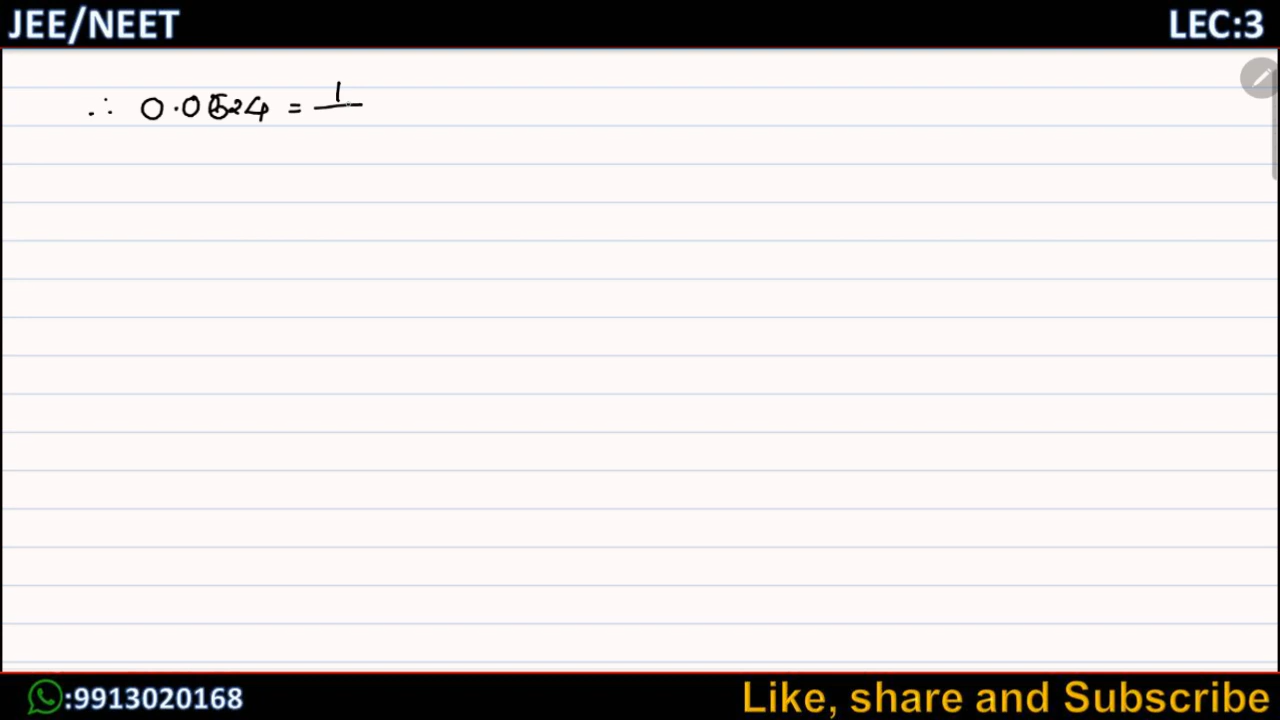 JEE/NEET
LEC:3
∴ 0.0524 = 1
:9913020168
Like, share and Subscribe